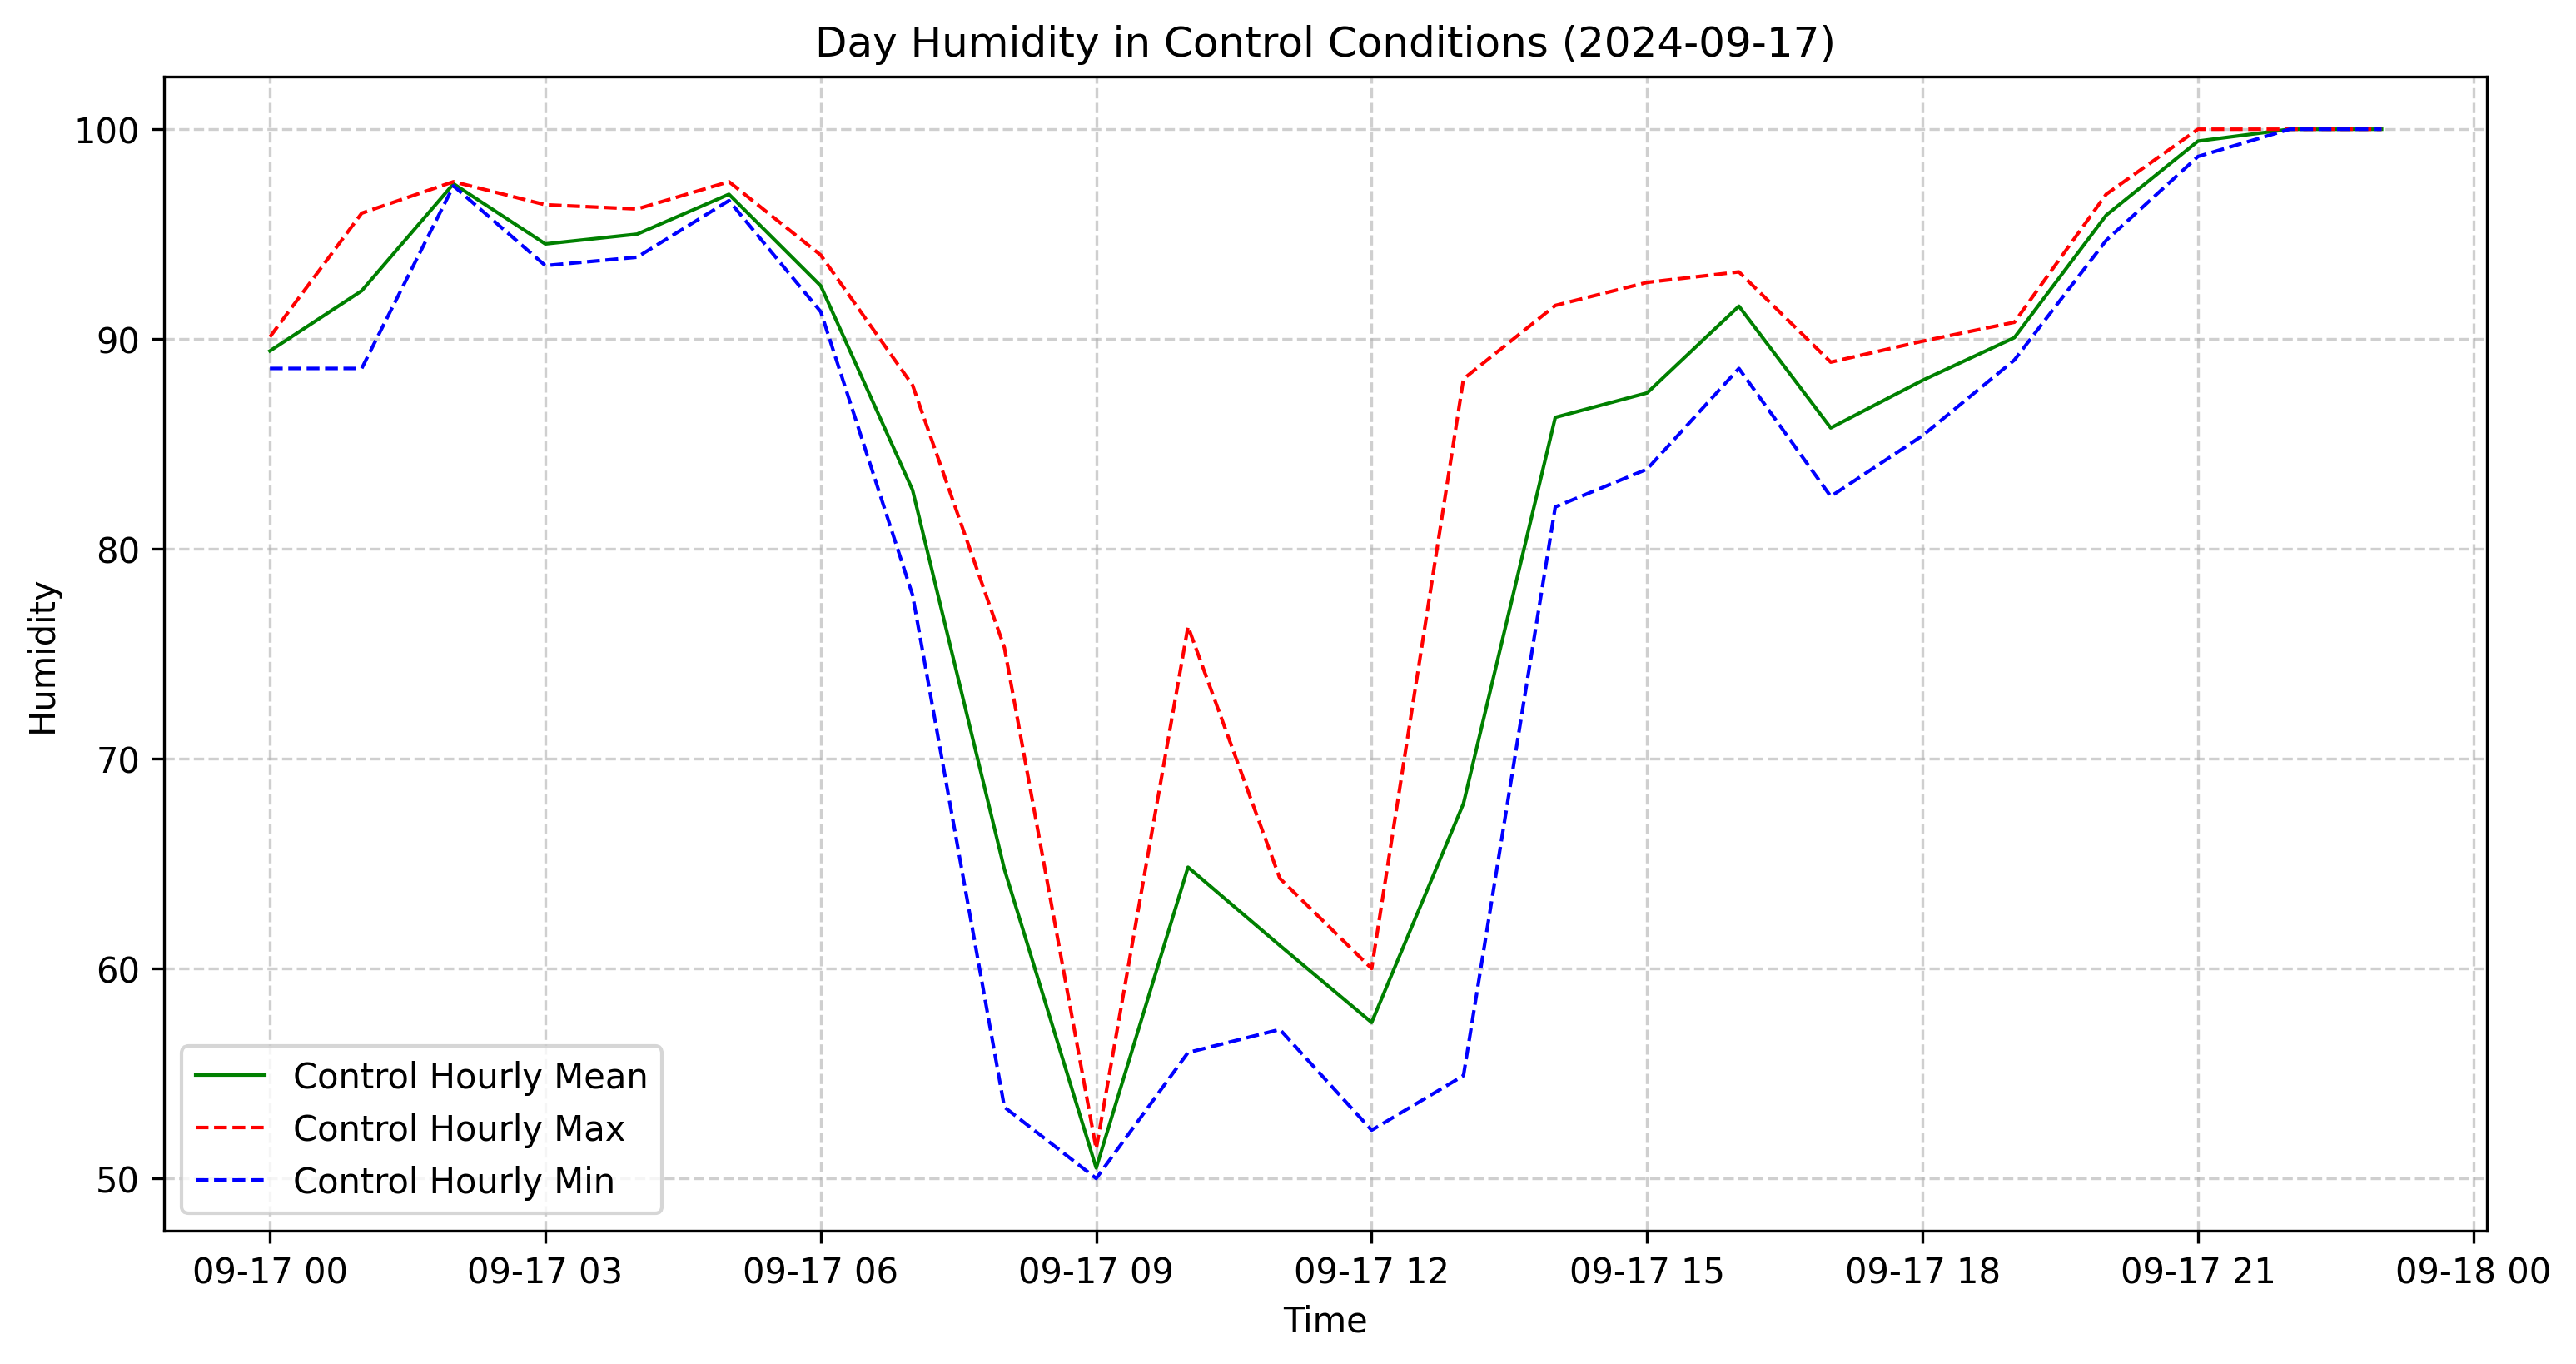 Day Humidity in Control Conditions (2024-09-17)
100
90
80
70
60
50
Humidity
Control Hourly Mean
Control Hourly Max
Control Hourly Min
09-17 00 09-17 03 09-17 06 09-17 09 09-17 12 09-17 15 09-17 18 09-17 21 09-18 00
Time